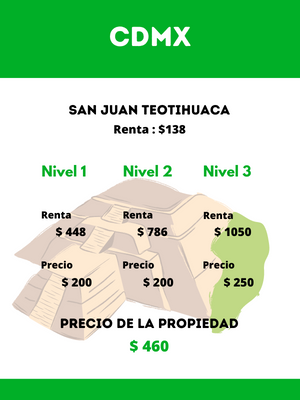 CDMX
SAN JUAN TEOTIHUACA
Renta : $138
Nivel 1 Nivel 2 Nivel 3
Renta Renta Renta
$ 448 $ 786 $ 1050
Precio Precio Precio
$ 200 $ 200 $ 250
PRECIO DE LA PROPIEDAD
$ 460